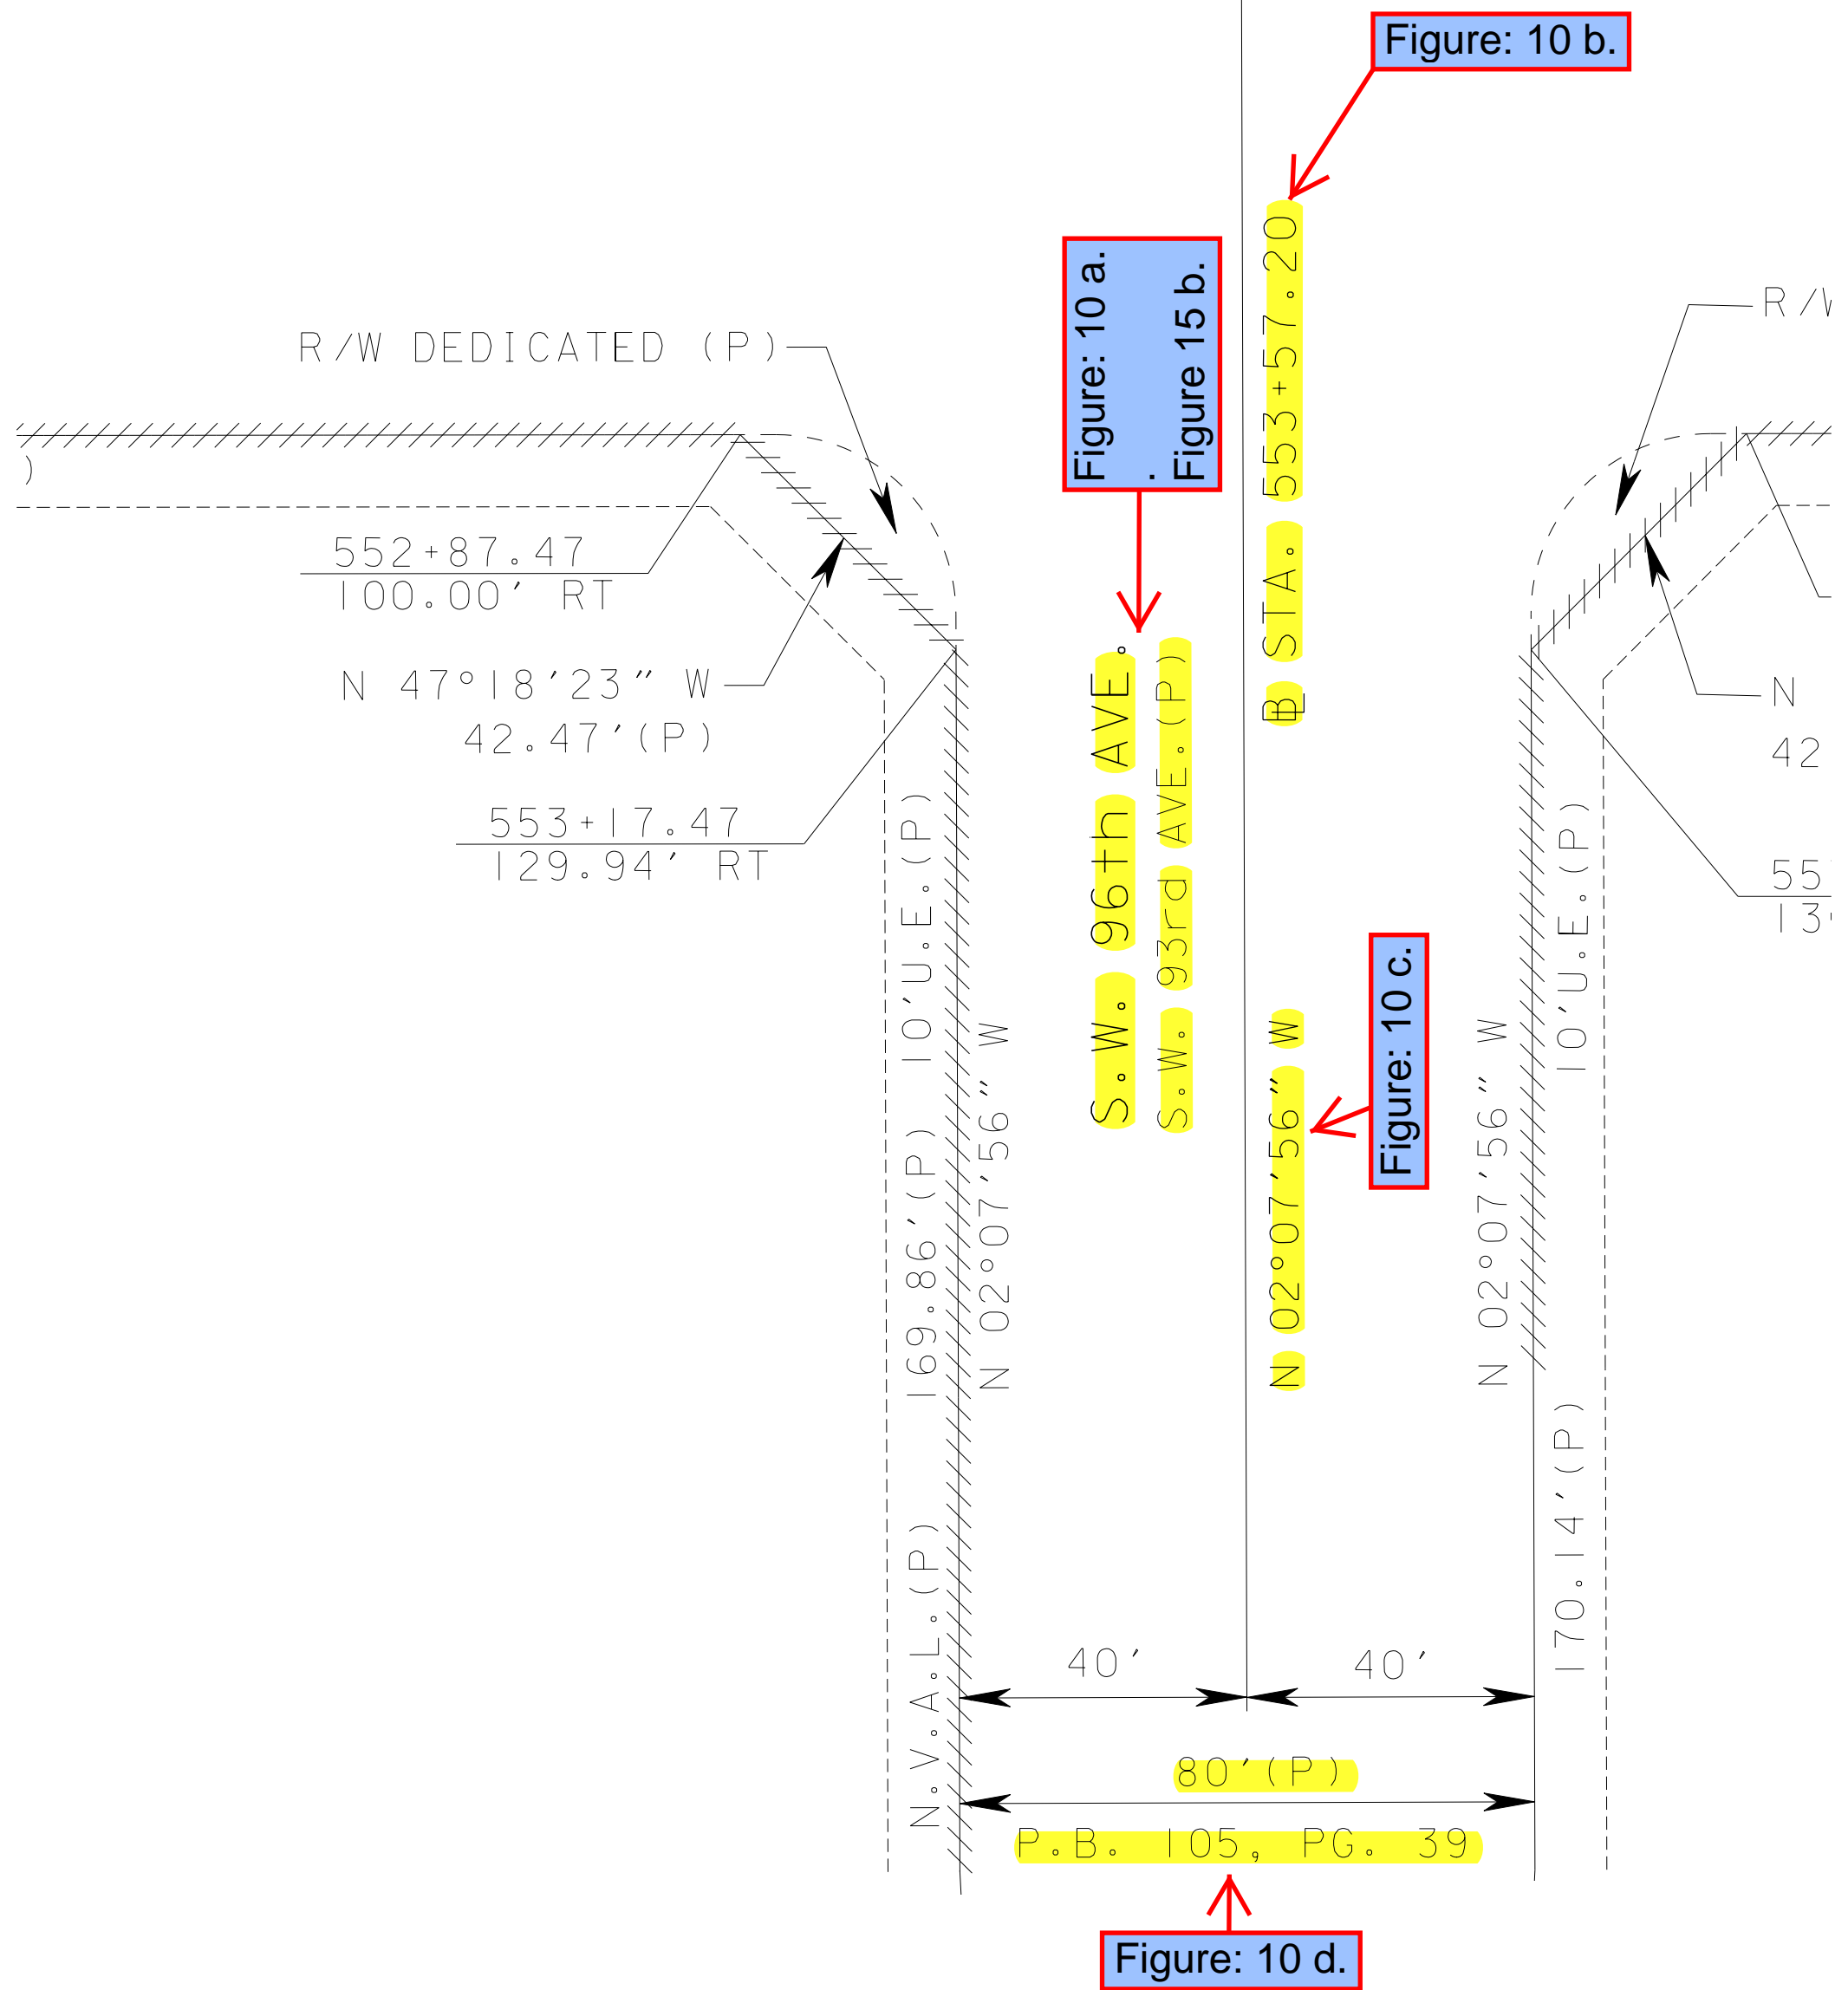 Figure: 10 b.
Figure: 10 a.
. Figure 15 b.
BL STA. 553+57.20
R/W DEDICATED (P)
)
552+87.47
100.00' RT
N 47°18'23" W
42.47'(P)
553+17.47
129.94' RT
10'U.E.(P)
169.86'(P)
N.V.A.L.(P)
N 02°07'56" W
S.W. 96th AVE.
S.W. 93rd AVE.(P)
N 02°07'56" W
Figure: 10 c.
N 02°07'56" W
10'U.E.(P)
170.14'(P)
N
42
55
40'
40'
80'(P)
P.B. 105, PG. 39
Figure: 10 d.